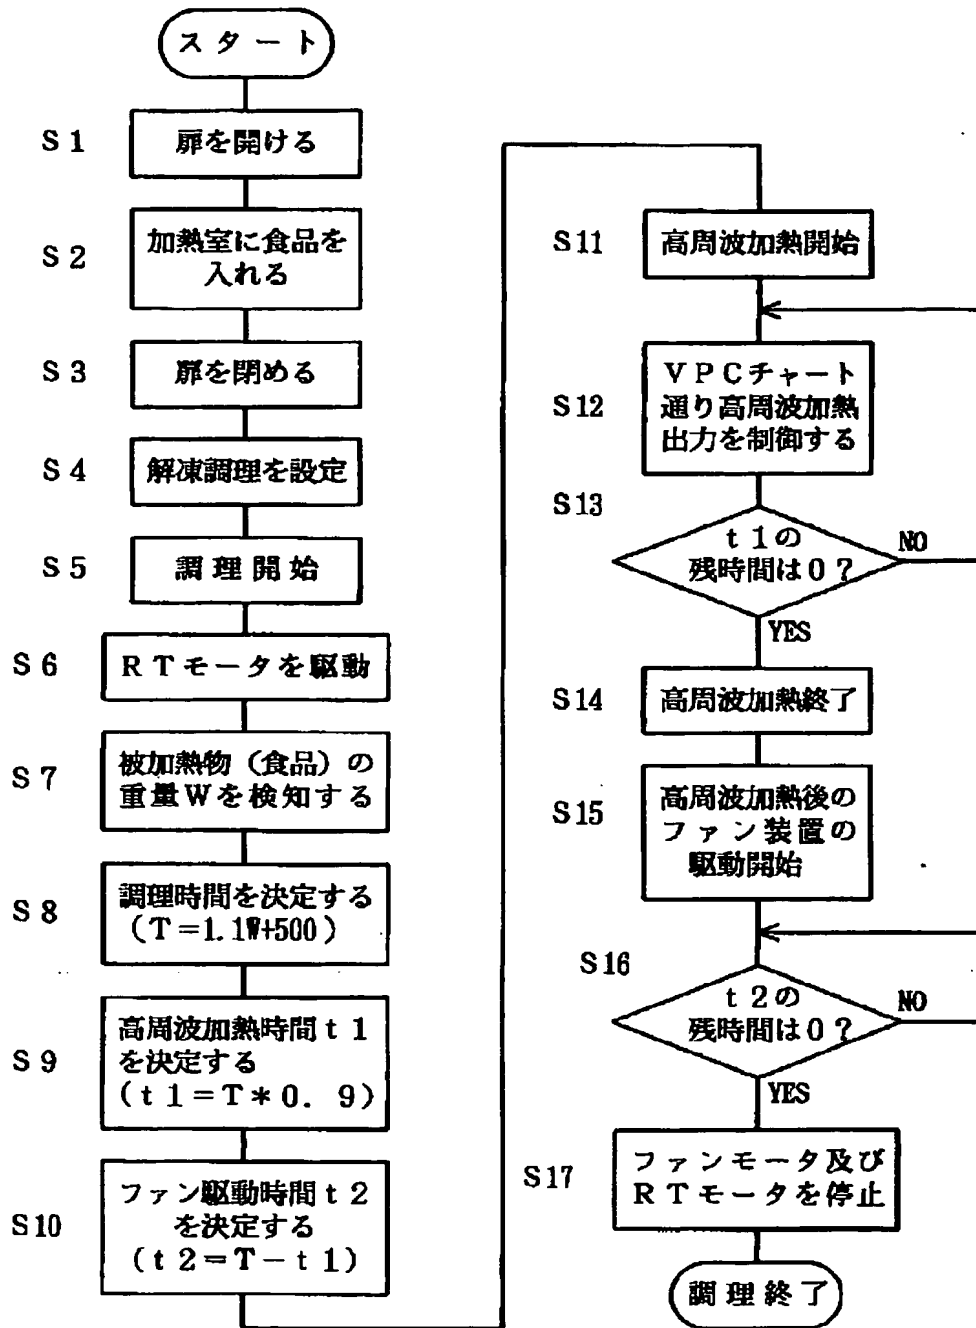 スタート
S1
扉を開ける
S2
加熱室に食品を
入れる
S3
扉を閉める
S4
解凍調理を設定
S5
調理開始
S6
RTモータを駆動
S7
被加熱物（食品）の
重量Wを検知する
S8
調理時間を決定する
（T＝1.1W+500）
S9
高周波加熱時間t1
を決定する
（t1＝T＊0.9）
S10
ファン駆動時間t2
を決定する
（t2＝T－t1）
S11
高周波加熱開始
S12
VPCチャート
通り高周波加熱
出力を制御する
S13
t1の
残時間は0？
NO
YES
S14
高周波加熱終了
S15
高周波加熱後の
ファン装置の
駆動開始
S16
t2の
残時間は0？
NO
YES
S17
ファンモータ及び
RTモータを停止
調理終了